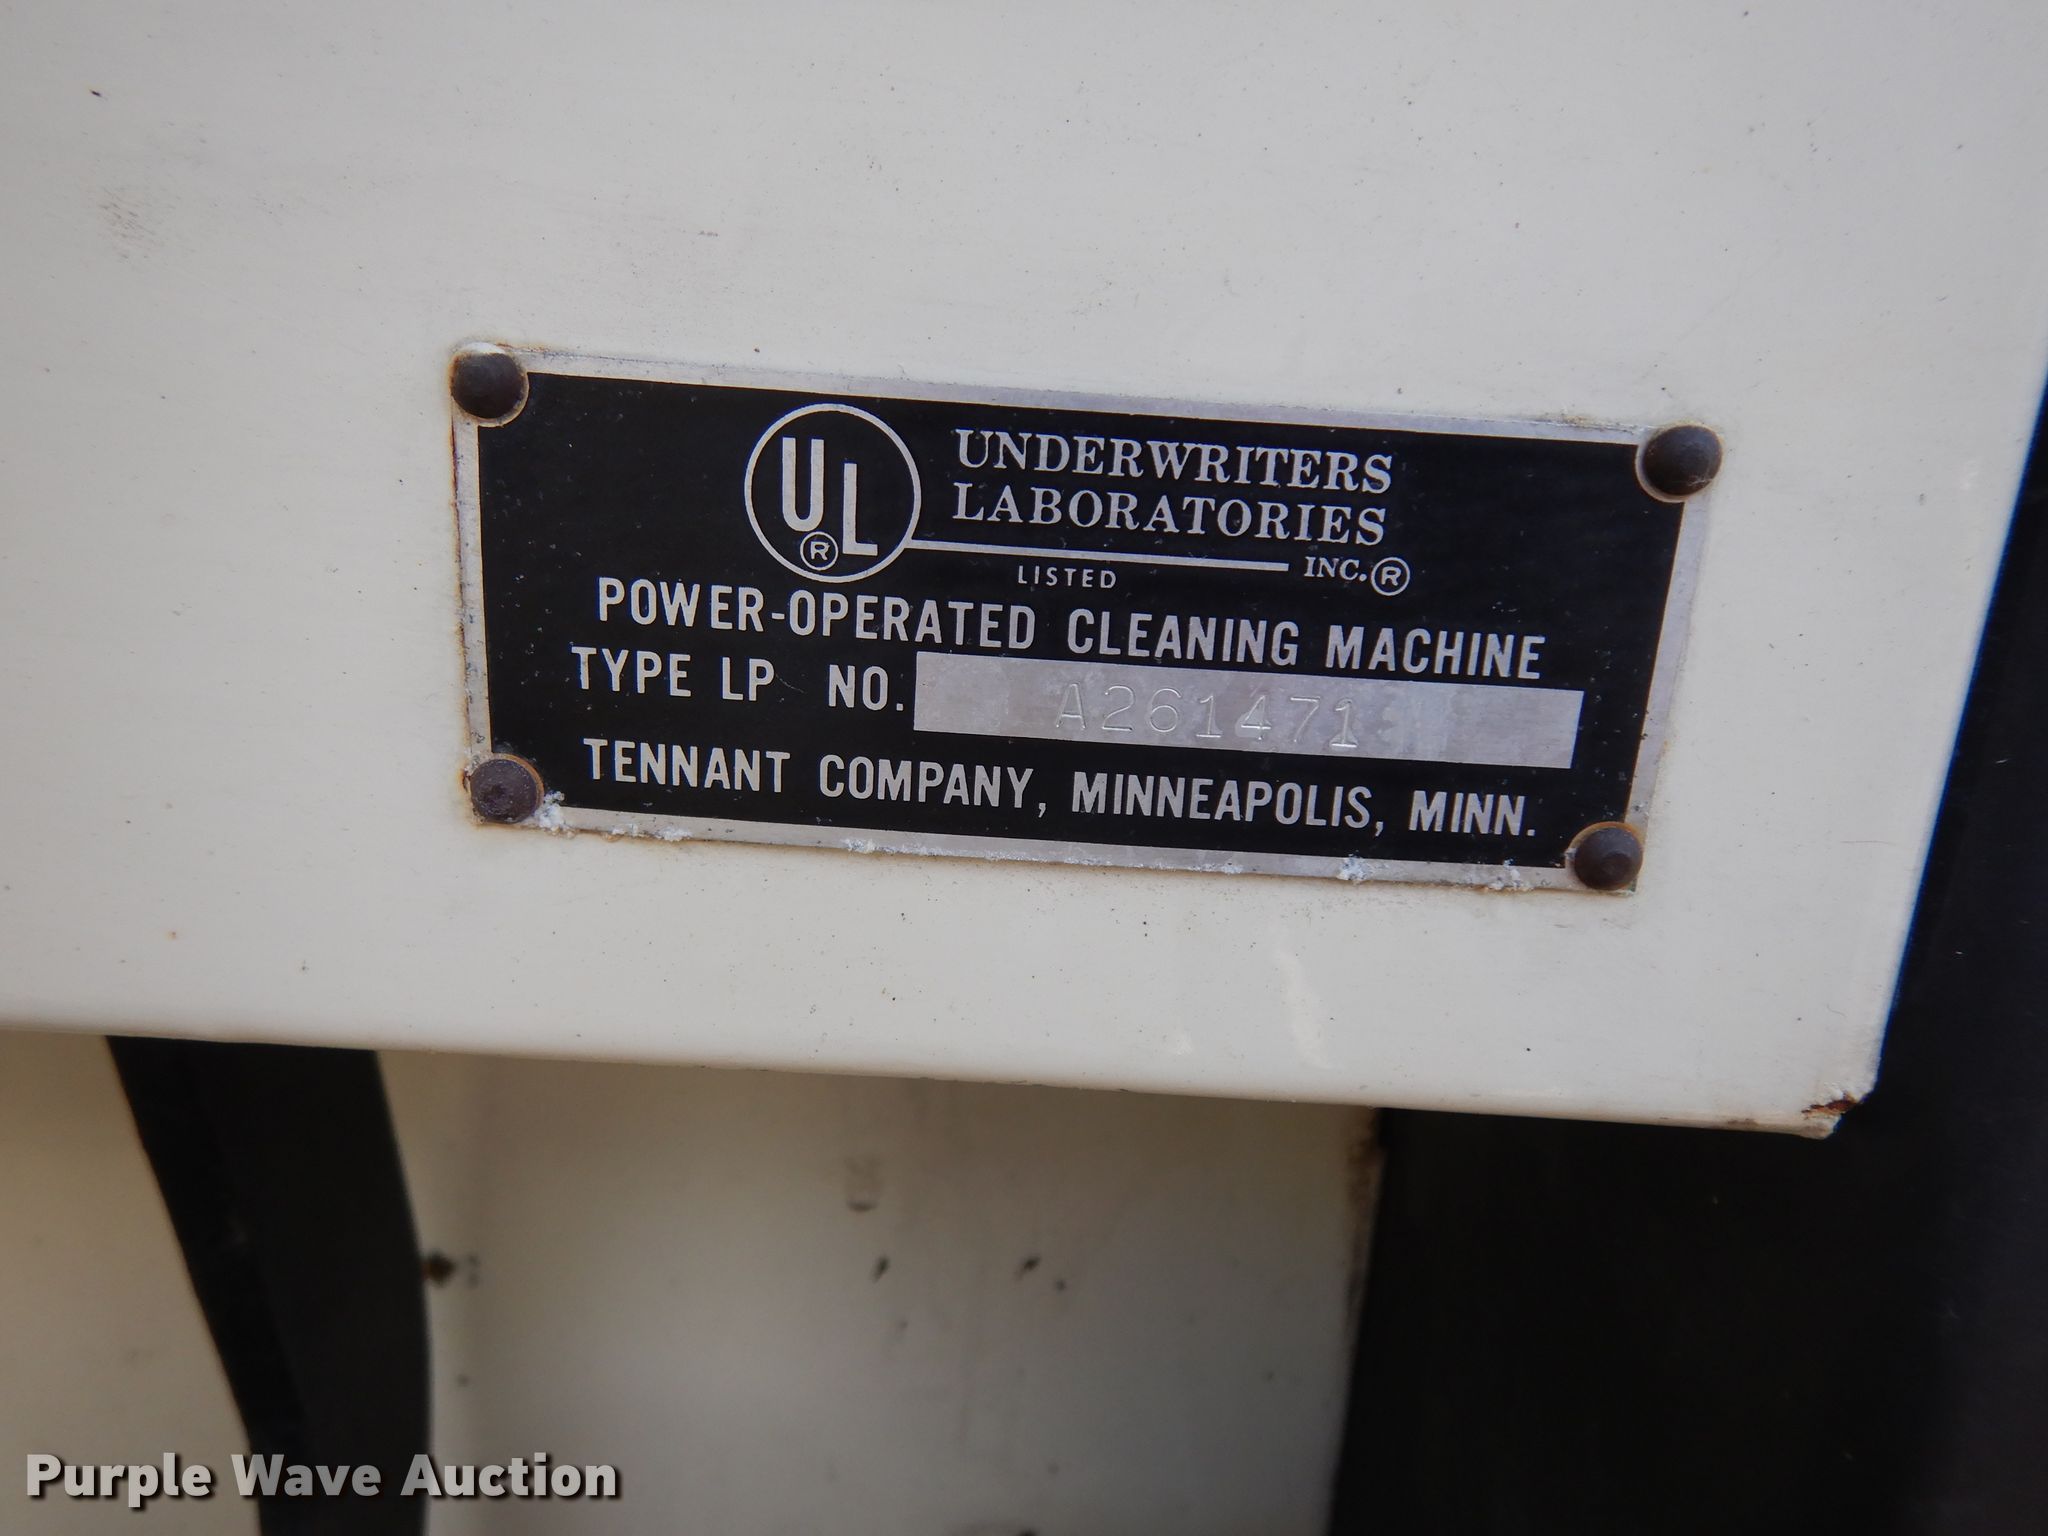 UL®
UNDERWRITERS
LABORATORIES
INC.®
LISTED
POWER-OPERATED CLEANING MACHINE
TYPE LP NO. A261471
TENNANT COMPANY, MINNEAPOLIS, MINN.
Purple Wave Auction